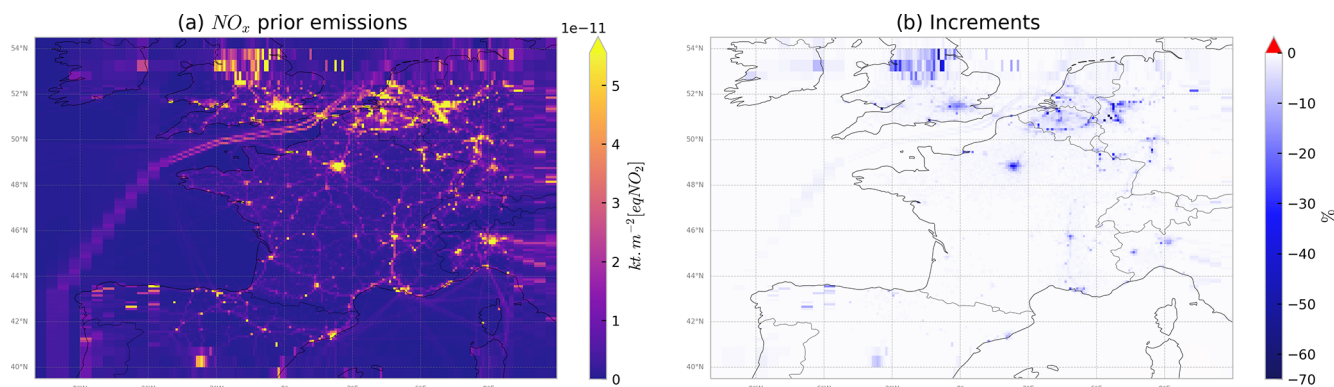 (a) NOₓ prior emissions
1e−11
54°N
52°N
50°N
48°N
46°N
44°N
42°N
40°N
5
4
3
2
1
0
kt.m⁻²[eqNO₂]
(b) Increments
54°N
52°N
50°N
48°N
46°N
44°N
42°N
40°N
0
−10
−20
−30
−40
−50
−60
−70
%